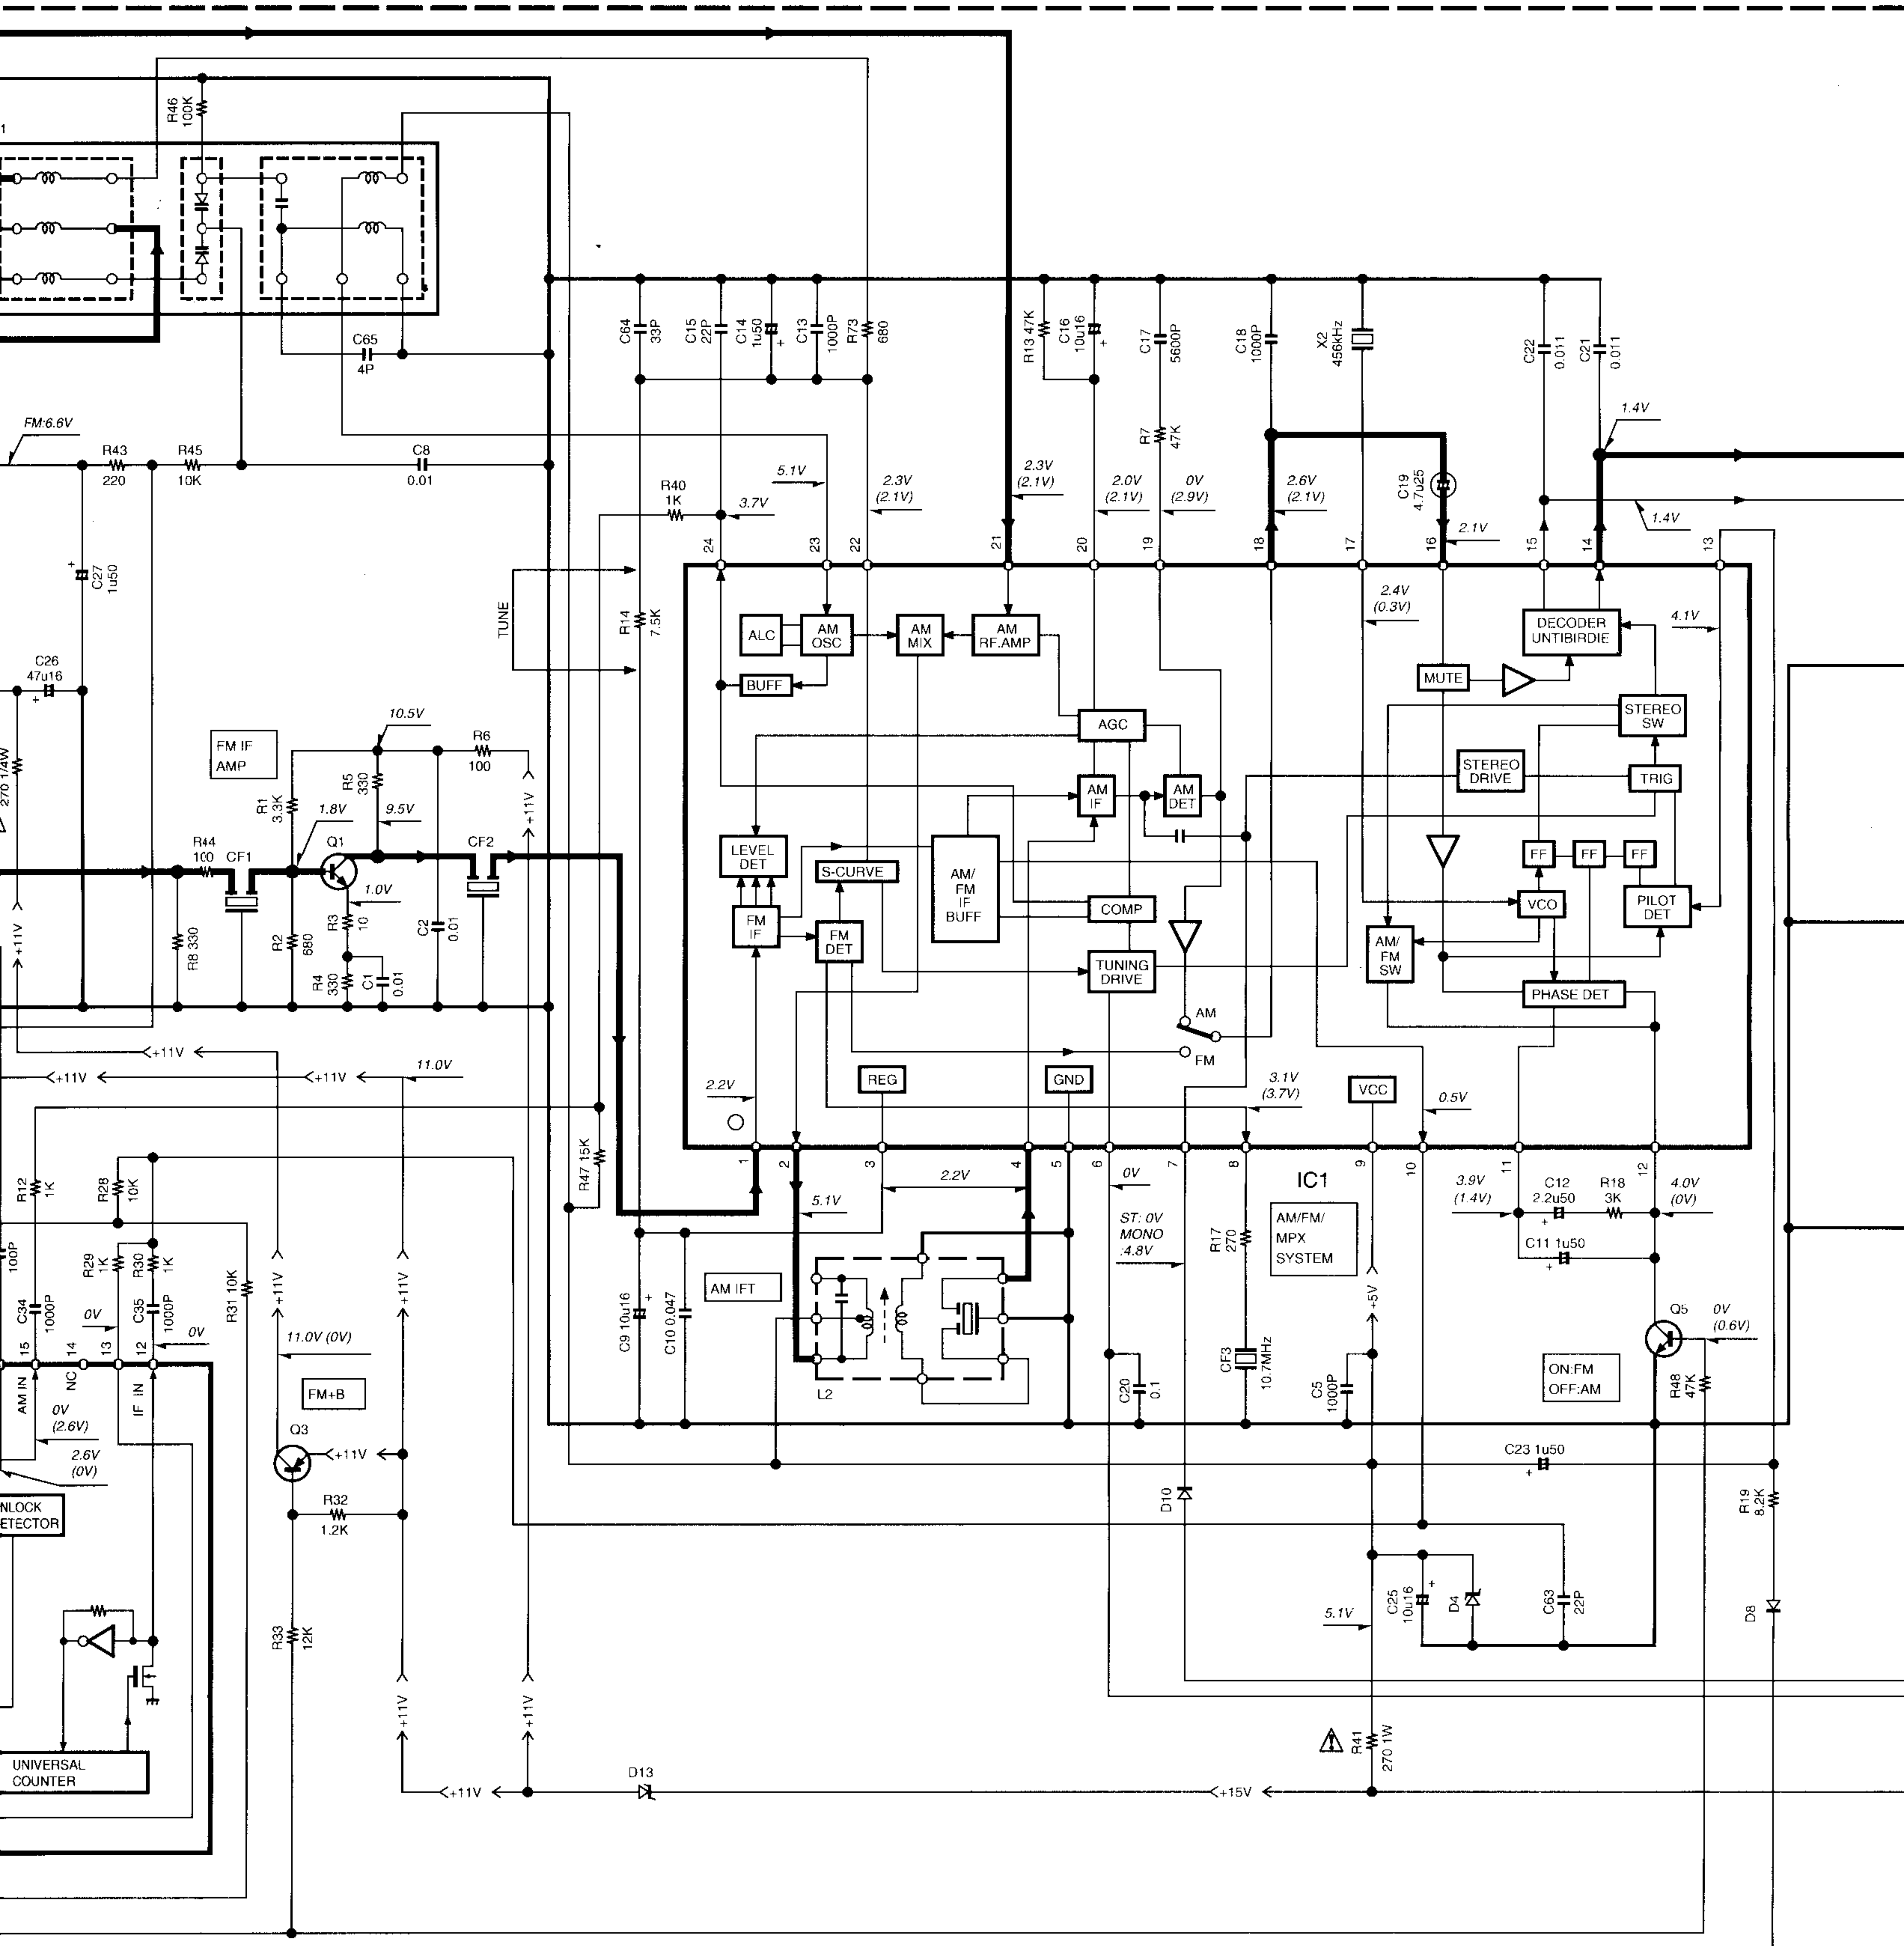 R46
100K
1
C65
4P
C64
33P
C15
22P
C14
1u50
+
C13
1000P
R73
680
R13 47K
C16
10u16
+
C17
5600P
C18
1000P
X2
456kHz
C22
0.011
C21
0.011
FM:6.6V
R43
220
R45
10K
C8
0.01
R7
47K
1.4V
1.4V
R40
1K
3.7V
5.1V
2.3V
(2.1V)
2.3V
(2.1V)
2.0V
(2.1V)
0V
(2.9V)
2.6V
(2.1V)
C19
4.7u25
2.1V
24
23
22
21
20
19
18
17
16
15
14
13
+
C27
1u50
TUNE
R14
7.5K
2.4V
(0.3V)
4.1V
ALC
AM
OSC
AM
MIX
AM
RF.AMP
DECODER
UNTIBIRDIE
BUFF
MUTE
C26
47u16
+
10.5V
FM IF
AMP
R6
100
R5
330
R1
3.3K
1.8V
9.5V
270 1/4W
+11V
AGC
STEREO
SW
STEREO
DRIVE
TRIG
AM
IF
AM
DET
R44
100
CF1
Q1
CF2
LEVEL
DET
S-CURVE
AM/
FM
IF
BUFF
FF
FF
FF
1.0V
COMP
VCO
PILOT
DET
FM
IF
FM
DET
+11V
R8 330
R2
680
R3
10
R4
330
C1
0.01
C2
0.01
TUNING
DRIVE
AM/
FM
SW
PHASE DET
AM
FM
+11V
+11V
+11V
11.0V
2.2V
REG
GND
3.1V
(3.7V)
VCC
0.5V
1
2
3
4
5
6
7
8
9
10
11
12
R12
1K
R28
10K
R47 15K
2.2V
5.1V
0V
IC1
AM/FM/
MPX
SYSTEM
3.9V
(1.4V)
C12
2.2u50
+
R18
3K
4.0V
(0V)
ST: 0V
MONO
:4.8V
R17
270
C11 1u50
+
100P
R29
1K
R30
1K
R31 10K
+11V
+11V
AM IFT
+5V
C34
1000P
C35
1000P
0V
0V
C9 10u16
+
C10 0.047
L2
Q5
0V
(0.6V)
15
14
13
12
AM IN
NC
IF IN
11.0V (0V)
FM+B
C20
0.1
CF3
10.7MHz
C5
1000P
ON:FM
OFF:AM
R48
47K
0V
(2.6V)
2.6V
(0V)
Q3
+11V
C23 1u50
+
NLOCK
ETECTOR
R32
1.2K
D10
R19
8.2K
R33
12K
5.1V
C25
10u16
+
D4
C63
22P
D8
+11V
+11V
R41
270 1W
UNIVERSAL
COUNTER
+11V
D13
+15V